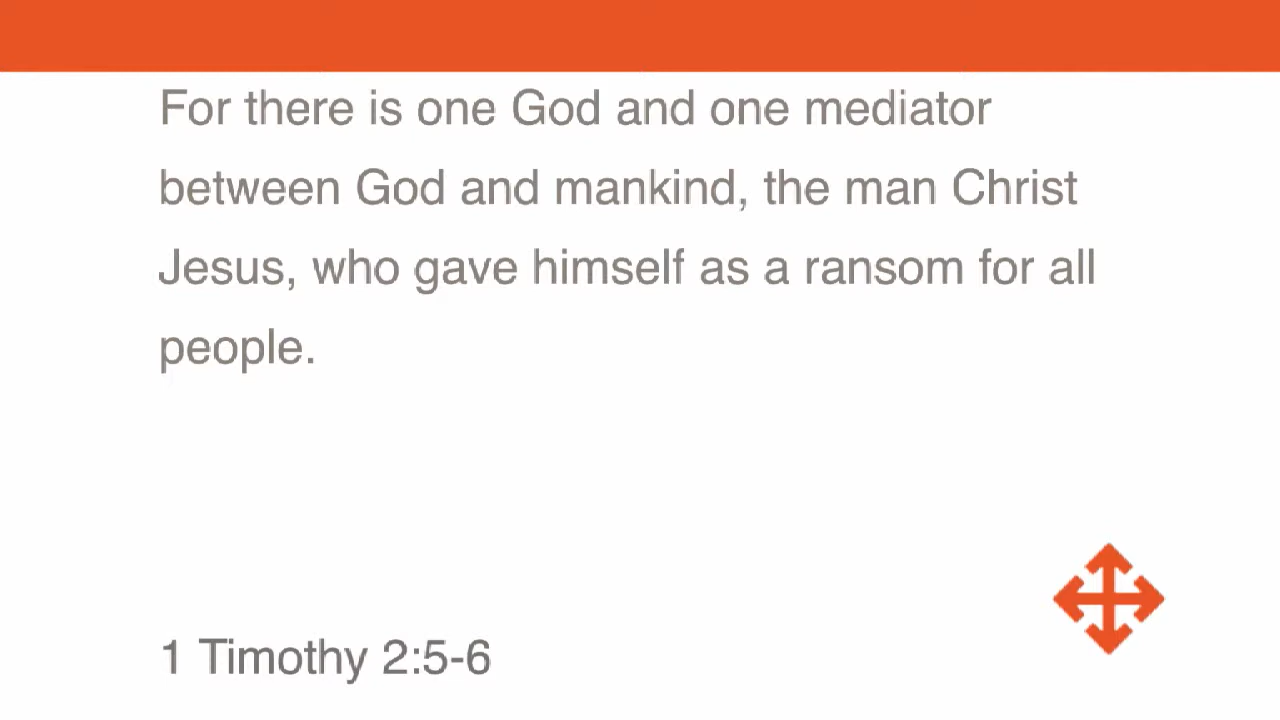 For there is one God and one mediator
between God and mankind, the man Christ
Jesus, who gave himself as a ransom for all
people.
1 Timothy 2:5-6